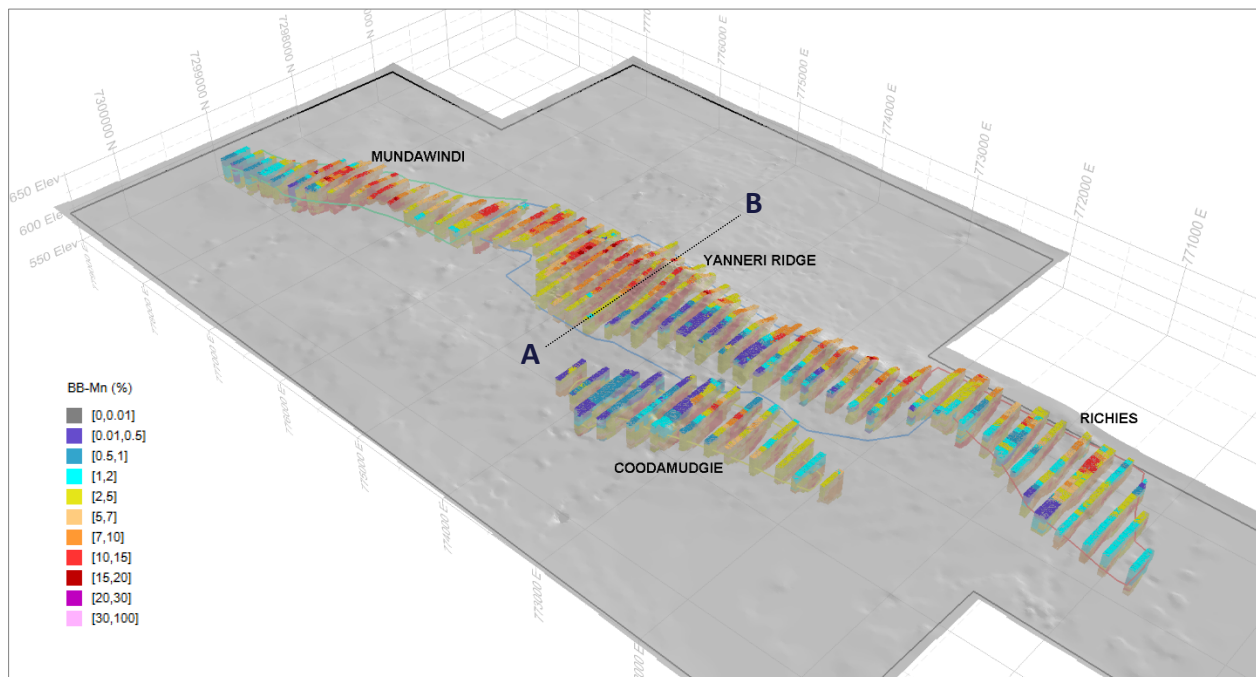 7298000 N
7299000 N
7300000 N
650 Elev
600 Elev
550 Elev
776000 E
775000 E
774000 E
773000 E
772000 E
771000 E
MUNDAWINDI
B
YANNERI RIDGE
A
RICHIES
COODAMUDGIE
772000 E
BB-Mn (%)
[0,0.01]
[0.01,0.5]
[0.5,1]
[1,2]
[2,5]
[5,7]
[7,10]
[10,15]
[15,20]
[20,30]
[30,100]